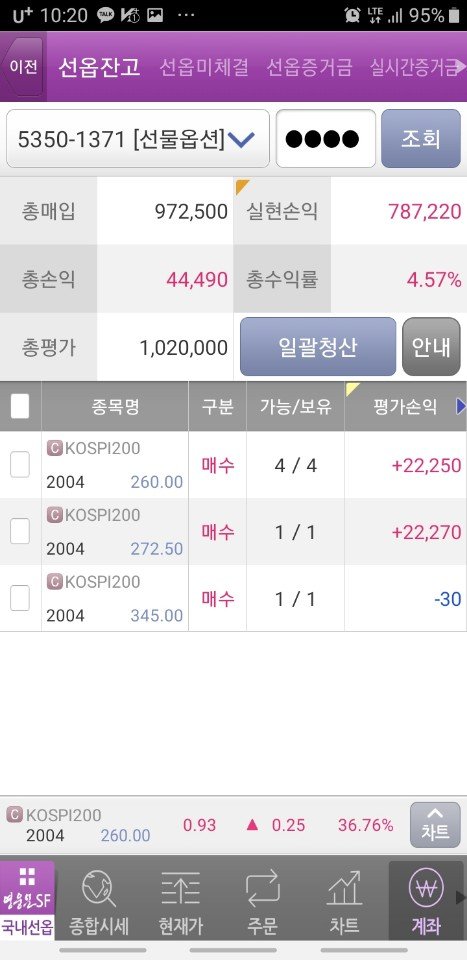 U+ 10:20 TALK ... LTE 95%
이전 선옵잔고 선옵미체결 선옵증거금 실시간증거금
5350-1371 [선물옵션] ●●●● 조회
총매입 972,500 실현손익 787,220
총손익 44,490 총수익률 4.57%
총평가 1,020,000 일괄청산 안내
종목명 구분 가능/보유 평가손익
C KOSPI200
2004 260.00 매수 4 / 4 +22,250
C KOSPI200
2004 272.50 매수 1 / 1 +22,270
C KOSPI200
2004 345.00 매수 1 / 1 -30
C KOSPI200
2004 260.00 0.93 ▲ 0.25 36.76% 차트
영웅문SF
국내선옵 종합시세 현재가 주문 차트 계좌